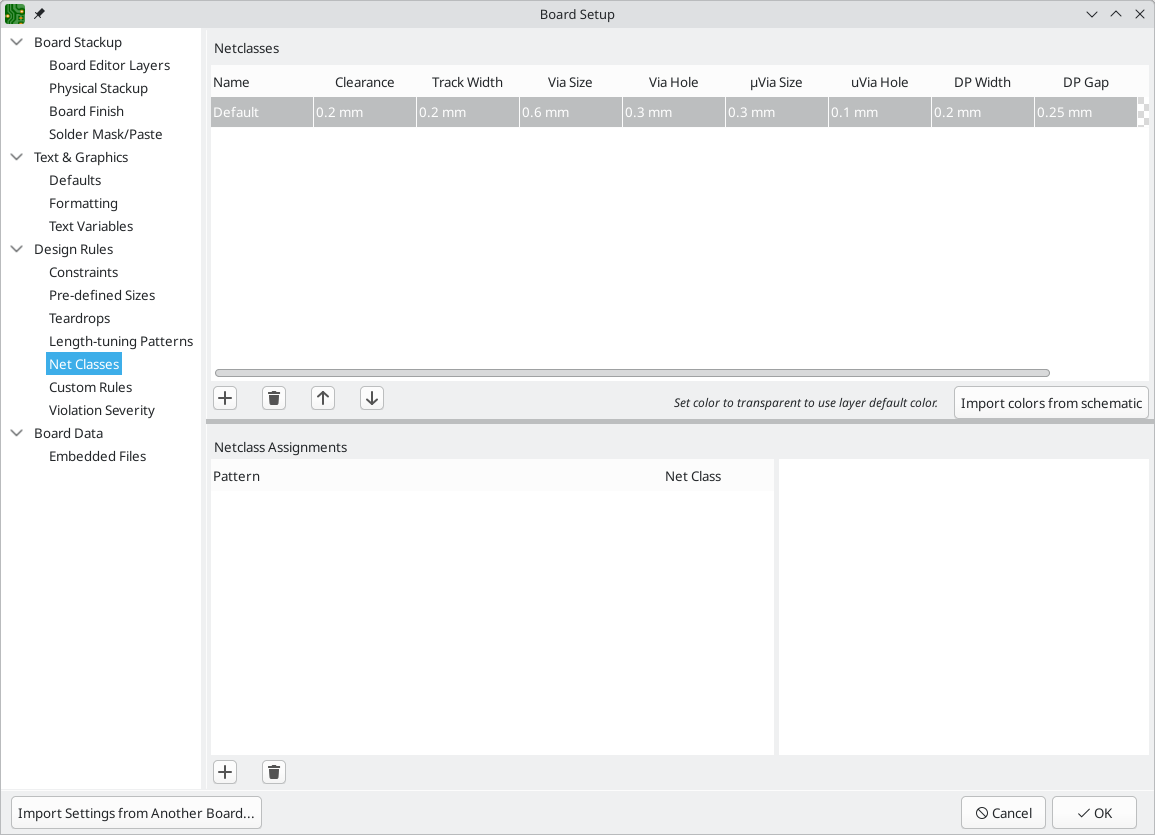 Board Setup
Board Stackup
Board Editor Layers
Physical Stackup
Board Finish
Solder Mask/Paste
Text & Graphics
Defaults
Formatting
Text Variables
Design Rules
Constraints
Pre-defined Sizes
Teardrops
Length-tuning Patterns
Net Classes
Custom Rules
Violation Severity
Board Data
Embedded Files
Netclasses
Name Clearance Track Width Via Size Via Hole µVia Size uVia Hole DP Width DP Gap
Default 0.2 mm 0.2 mm 0.6 mm 0.3 mm 0.3 mm 0.1 mm 0.2 mm 0.25 mm
Set color to transparent to use layer default color.
Import colors from schematic
Netclass Assignments
Pattern Net Class
Import Settings from Another Board...
Cancel
OK